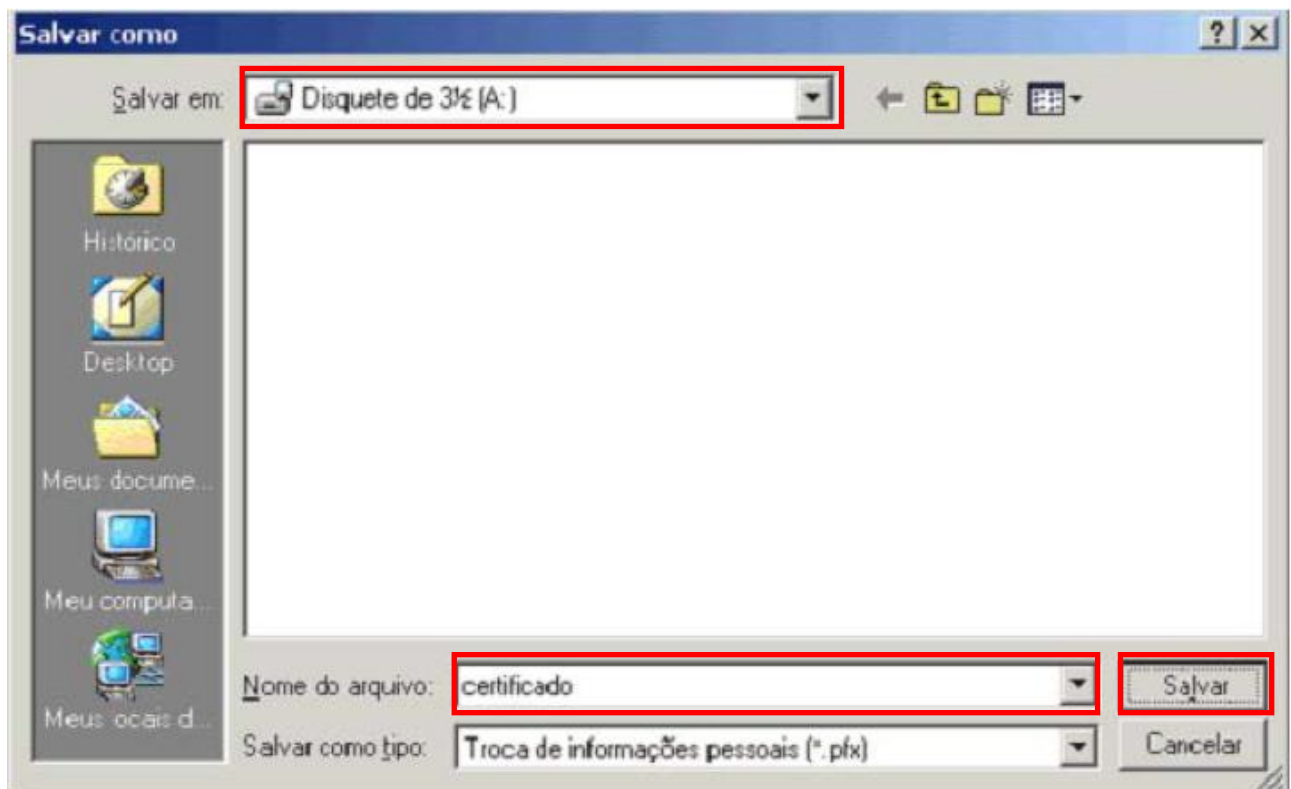 Salvar como
Salvar em: Disquete de 3½ (A:)
Histórico
Desktop
Meus docume...
Meu computa...
Meus locais d...
Nome do arquivo: certificado Salvar
Salvar como tipo: Troca de informações pessoais (*.pfx) Cancelar